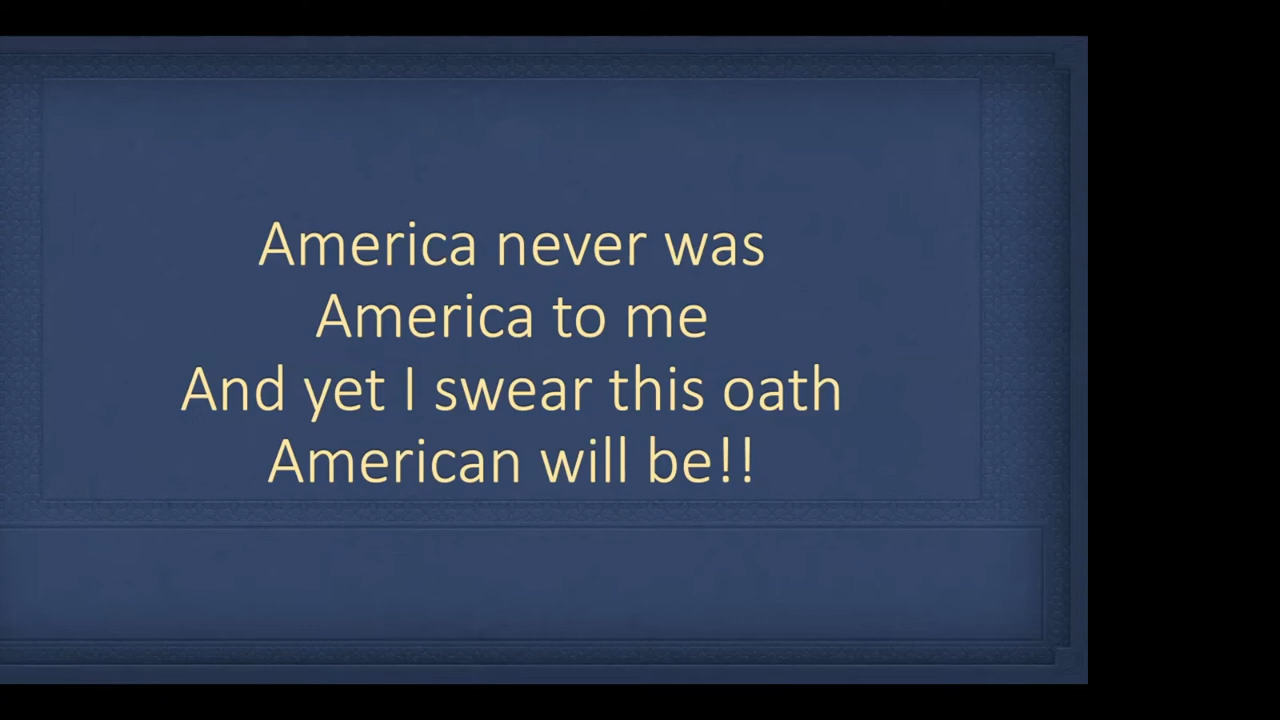 America never was
America to me
And yet I swear this oath
American will be!!